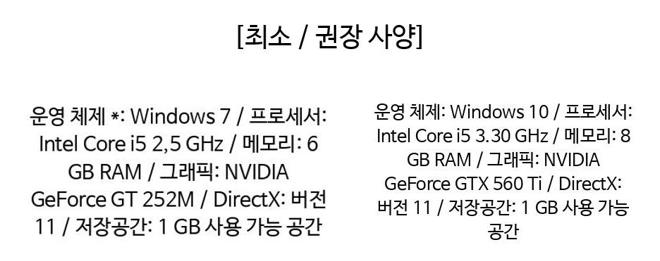 [최소 / 권장 사양]
운영 체제 *: Windows 7 / 프로세서:
Intel Core i5 2,5 GHz / 메모리: 6
GB RAM / 그래픽: NVIDIA
GeForce GT 252M / DirectX: 버전
11 / 저장공간: 1 GB 사용 가능 공간
운영 체제: Windows 10 / 프로세서:
Intel Core i5 3.30 GHz / 메모리: 8
GB RAM / 그래픽: NVIDIA
GeForce GTX 560 Ti / DirectX:
버전 11 / 저장공간: 1 GB 사용 가능
공간